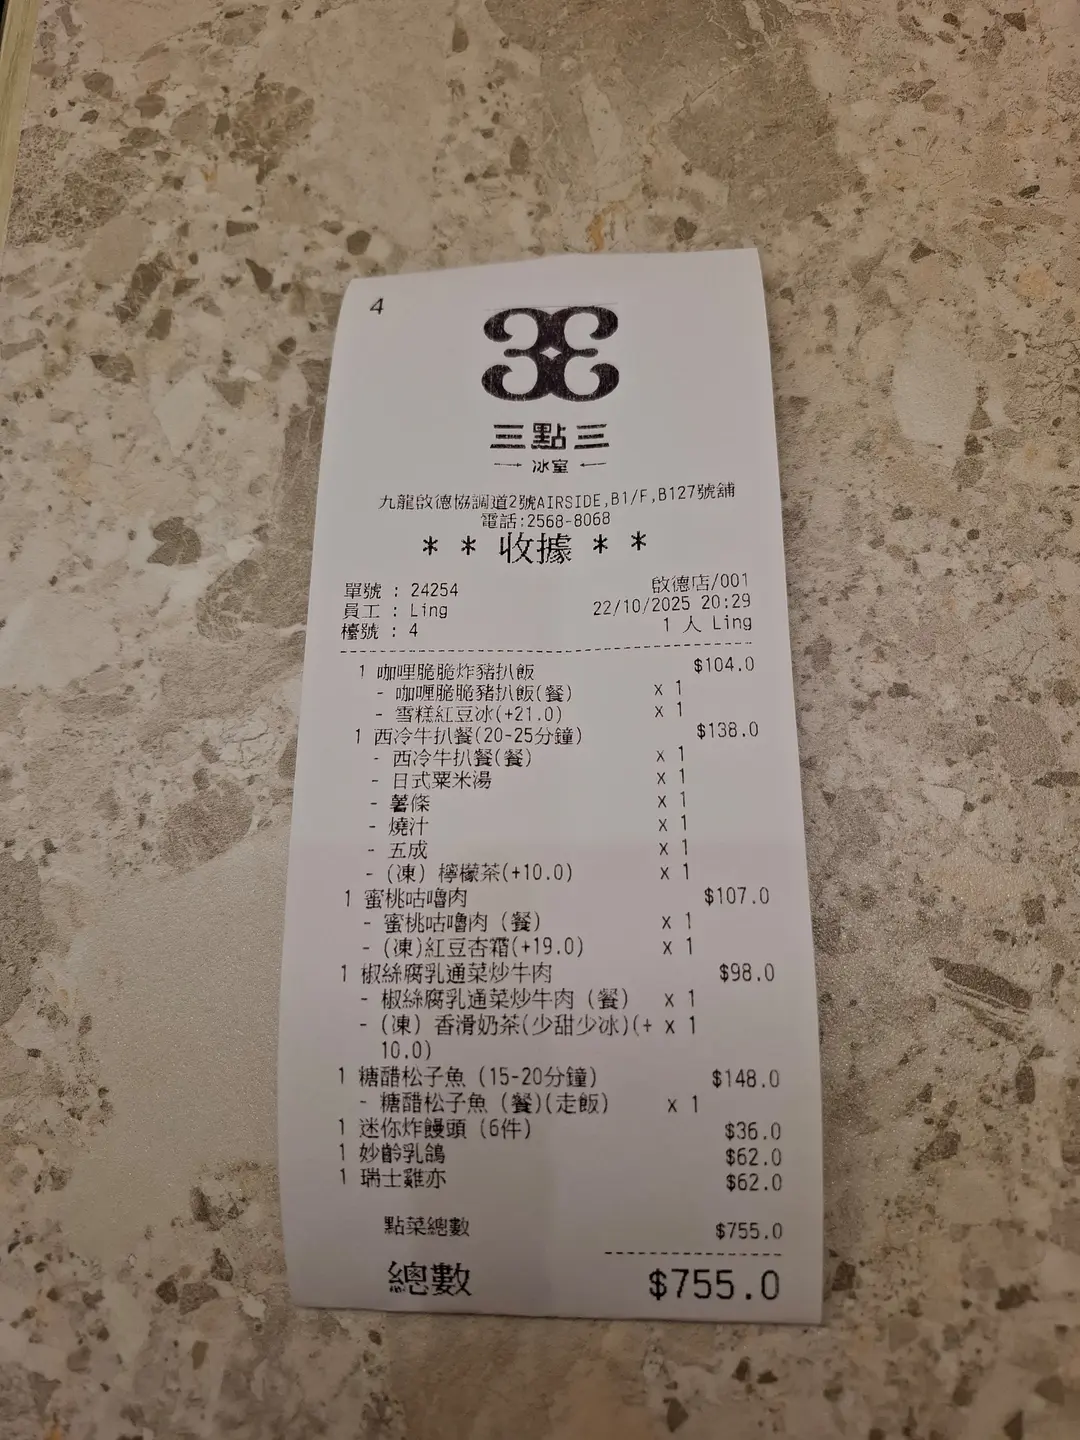 4
三點三
冰室
九龍啟德協調道2號AIRSIDE,B1/F,B127號舖
電話:2568-8068
* * 收據 * *
單號 : 24254 啟德店/001
員工 : Ling 22/10/2025 20:29
檯號 : 4 1 人 Ling
1 咖哩脆脆炸豬扒飯 $104.0
- 咖喱脆脆豬扒飯(餐) x 1
- 雪糕紅豆冰(+21.0) x 1
1 西冷牛扒餐(20-25分鐘) $138.0
- 西冷牛扒餐(餐) x 1
- 日式粟米湯 x 1
- 薯條 x 1
- 燒汁 x 1
- 五成 x 1
- (凍) 檸檬茶(+10.0) x 1
1 蜜桃咕嚕肉 $107.0
- 蜜桃咕嚕肉 (餐) x 1
- (凍)紅豆杏霜(+19.0) x 1
1 椒絲腐乳通菜炒牛肉 $98.0
- 椒絲腐乳通菜炒牛肉 (餐) x 1
- (凍) 香滑奶茶(少甜少冰)(+ x 1
10.0)
1 糖醋松子魚 (15-20分鐘) $148.0
- 糖醋松子魚 (餐)(走飯) x 1
1 迷你炸饅頭 (6件) $36.0
1 妙齡乳鴿 $62.0
1 瑞士雞亦 $62.0
點菜總數 $755.0
總數 $755.0